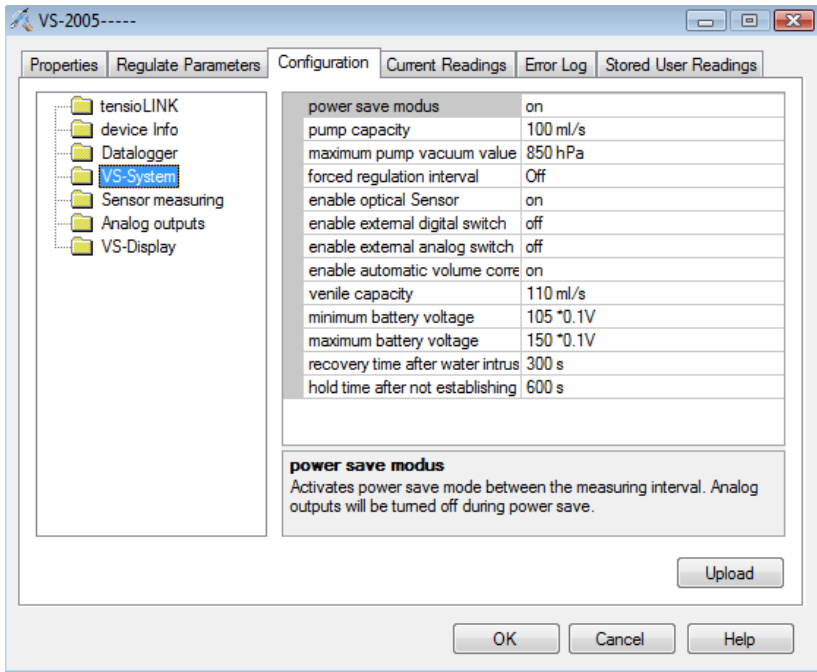 VS-2005-----
Properties Regulate Parameters Configuration Current Readings Error Log Stored User Readings
tensioLINK
device Info
Datalogger
VS-System
Sensor measuring
Analog outputs
VS-Display
power save modus on
pump capacity 100 ml/s
maximum pump vacuum value 850 hPa
forced regulation interval Off
enable optical Sensor on
enable external digital switch off
enable external analog switch off
enable automatic volume corre on
venile capacity 110 ml/s
minimum battery voltage 105 *0.1V
maximum battery voltage 150 *0.1V
recovery time after water intrus 300 s
hold time after not establishing 600 s
power save modus
Activates power save mode between the measuring interval. Analog
outputs will be turned off during power save.
Upload
OK Cancel Help